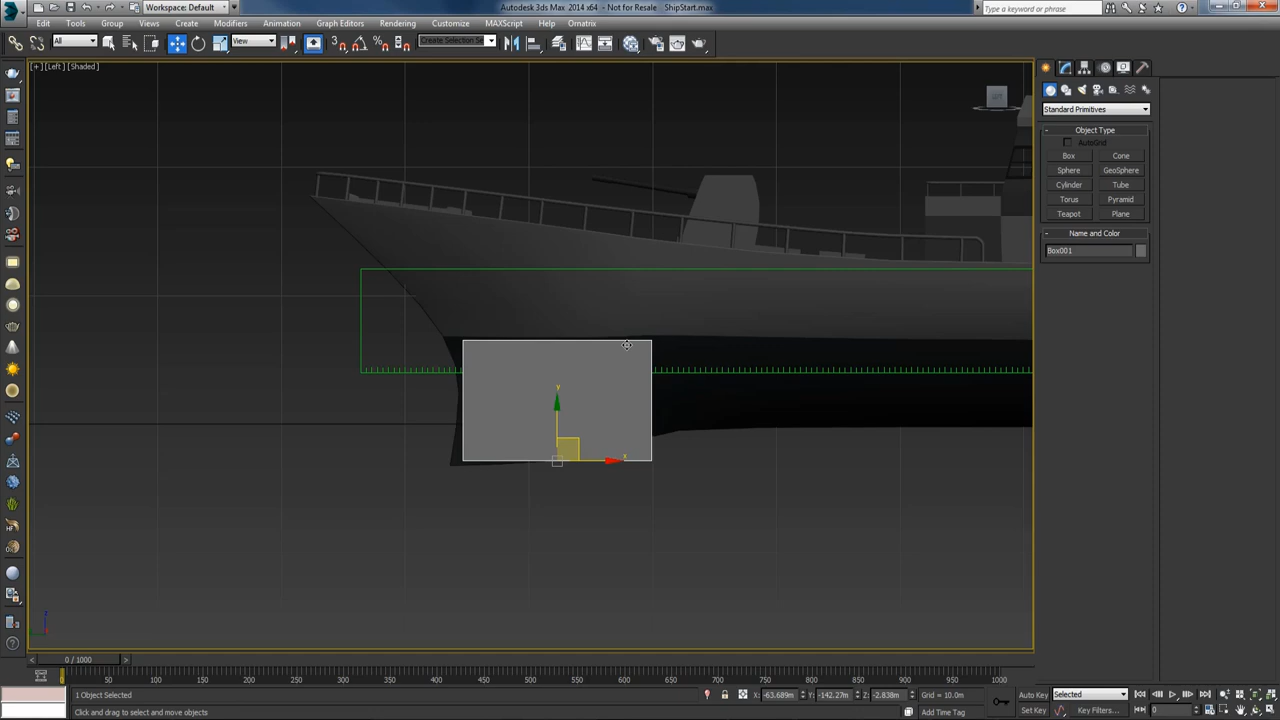 Workspace: Default
Autodesk 3ds Max 2014 x64 - Not for Resale ShipStart.max
Type a keyword or phrase
Edit Tools Group Views Create Modifiers Animation Graph Editors Rendering Customize MAXScript Help Ornatrix
All View Create Selection Se
[+] [Left] [Shaded]
Standard Primitives
- Object Type
AutoGrid
Box Cone
Sphere GeoSphere
Cylinder Tube
Torus Pyramid
Teapot Plane
- Name and Color
Box001
y
x
z
< 0 / 1000 >
0 50 100 150 200 250 300 350 400 450 500 550 600 650 700 750 800 850 900 950 1000
1 Object Selected X: -63.689m Y: -142.27m Z: -2.838m Grid = 10.0m Auto Key Selected
Click and drag to select and move objects Add Time Tag Set Key Key Filters... 0